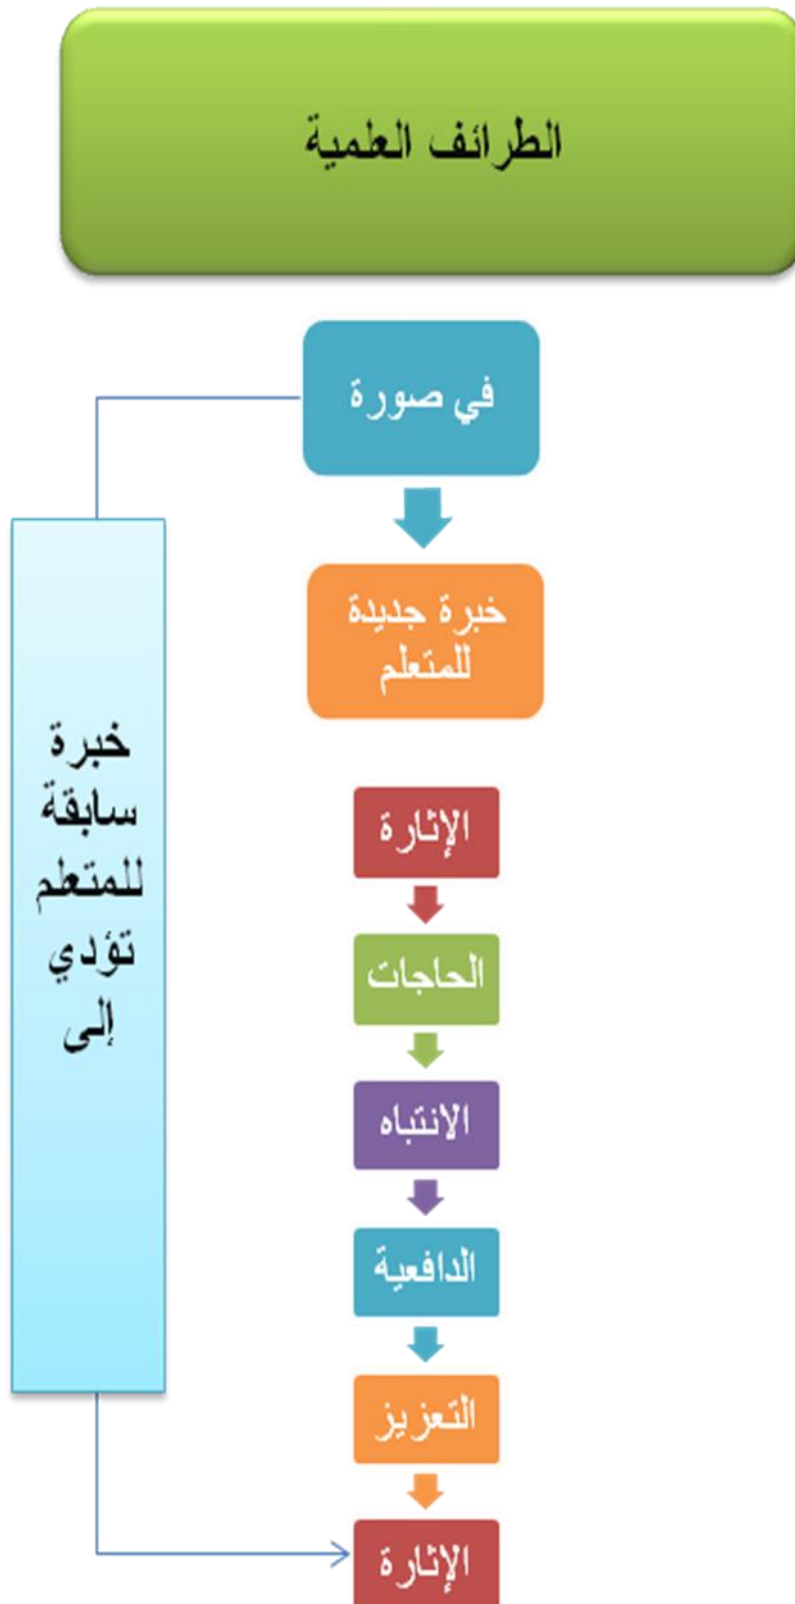 الطرائف العلمية
في صورة
خبرة جديدة
للمتعلم
خبرة
سابقة
للمتعلم
تؤدي
إلى
الإثارة
الحاجات
الانتباه
الدافعية
التعزيز
الإثارة